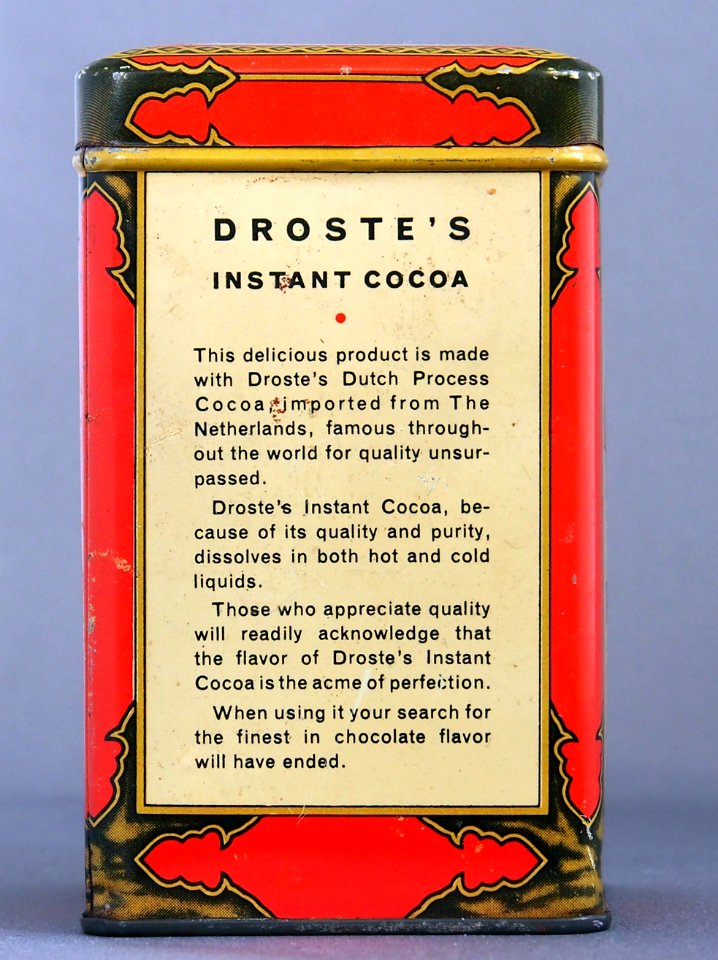 DROSTE'S
INSTANT COCOA
This delicious product is made
with Droste's Dutch Process
Cocoa, imported from The
Netherlands, famous through-
out the world for quality unsur-
passed.
Droste's Instant Cocoa, be-
cause of its quality and purity,
dissolves in both hot and cold
liquids.
Those who appreciate quality
will readily acknowledge that
the flavor of Droste's Instant
Cocoa is the acme of perfection.
When using it your search for
the finest in chocolate flavor
will have ended.